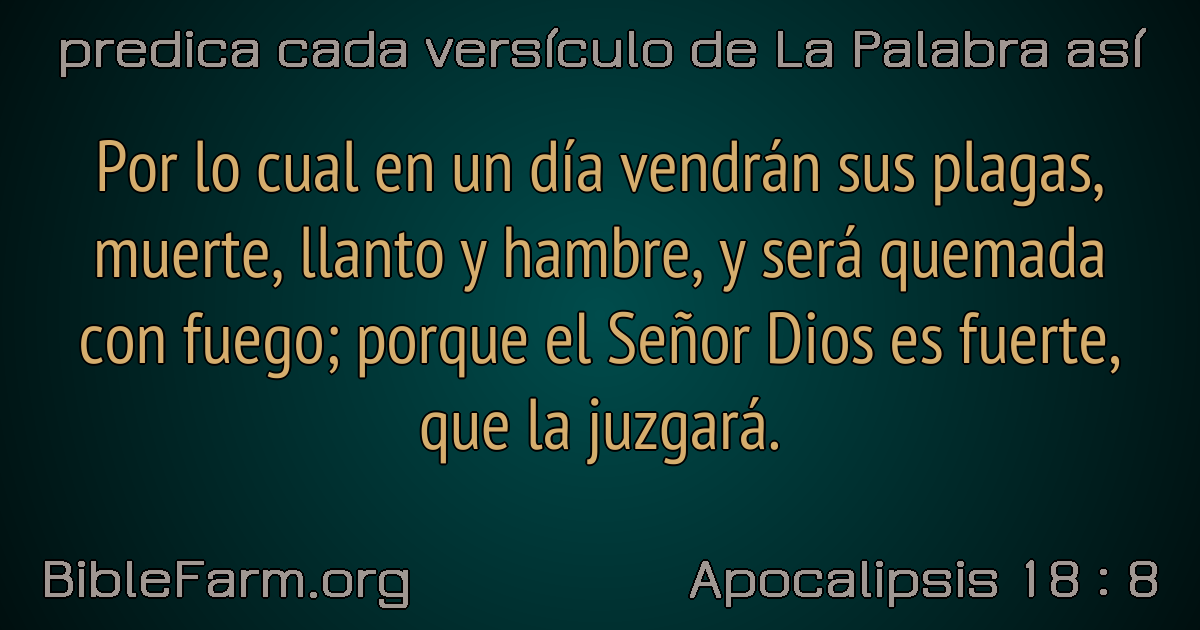 predica cada versículo de La Palabra así
Por lo cual en un día vendrán sus plagas,
muerte, llanto y hambre, y será quemada
con fuego; porque el Señor Dios es fuerte,
que la juzgará.
BibleFarm.org
Apocalipsis 18 : 8